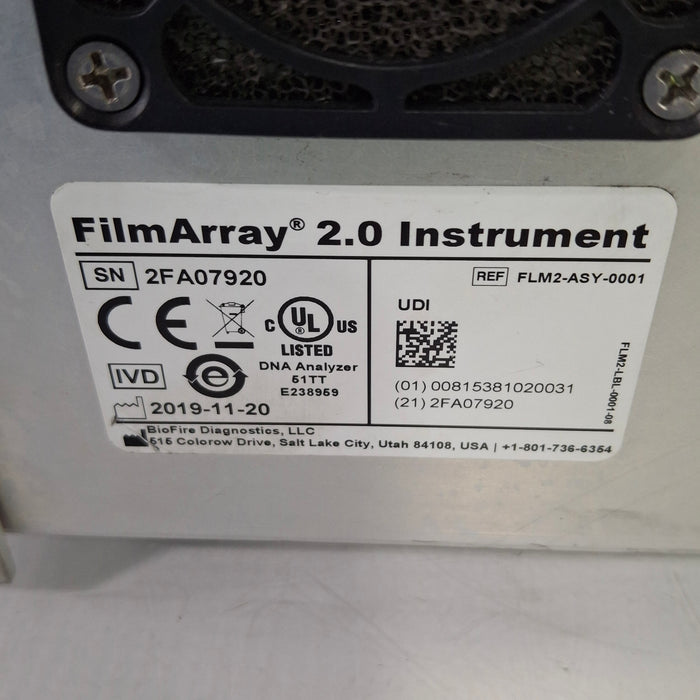 FilmArray® 2.0 Instrument
SN 2FA07920
REF FLM2-ASY-0001
CE
C UL US
LISTED
DNA Analyzer
51TT
E238959
IVD
e
2019-11-20
UDI
(01) 00815381020031
(21) 2FA07920
FLM2-LBL-0001-08
BioFire Diagnostics, LLC
515 Colorow Drive, Salt Lake City, Utah 84108, USA | +1-801-736-6354